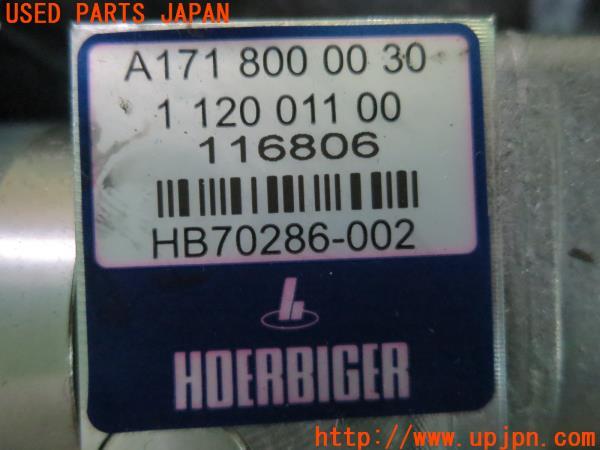 USED PARTS JAPAN
A171 800 00 30
1 120 011 00
116806
HB70286-002
HOERBIGER
http://www.upjpn.com